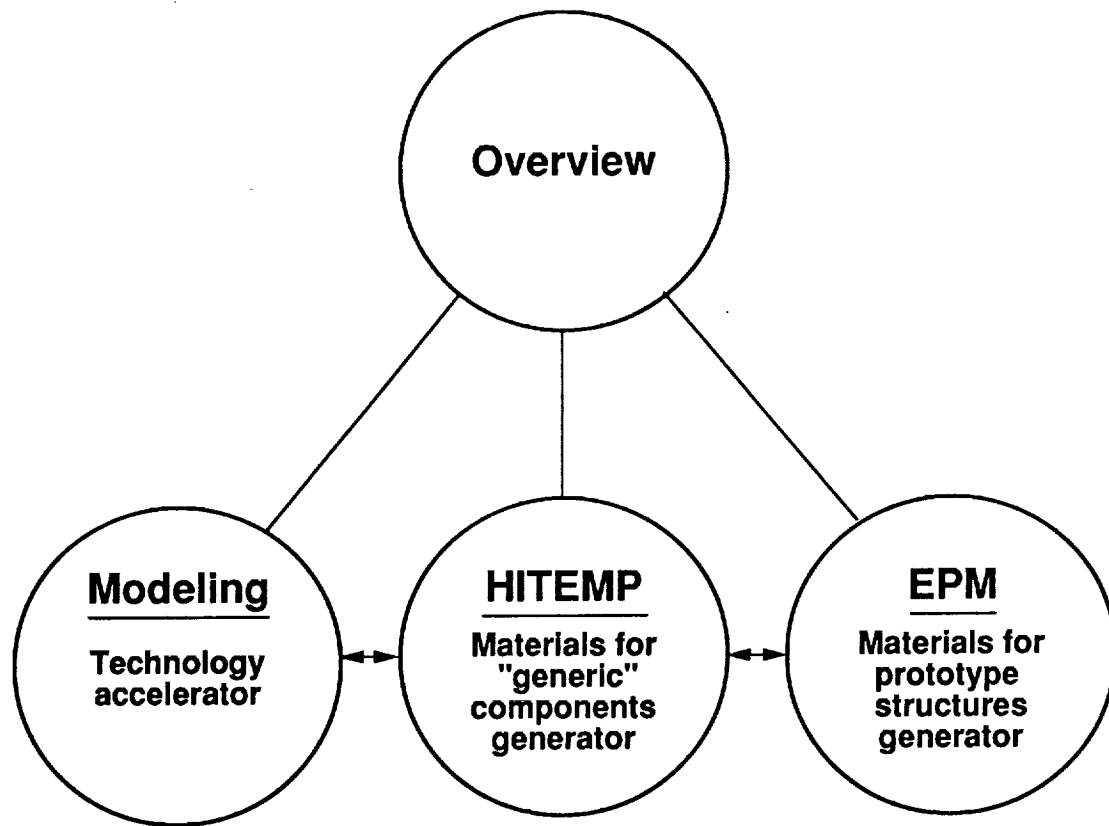 Overview
Modeling
Technology
accelerator
HITEMP
Materials for
"generic"
components
generator
EPM
Materials for
prototype
structures
generator